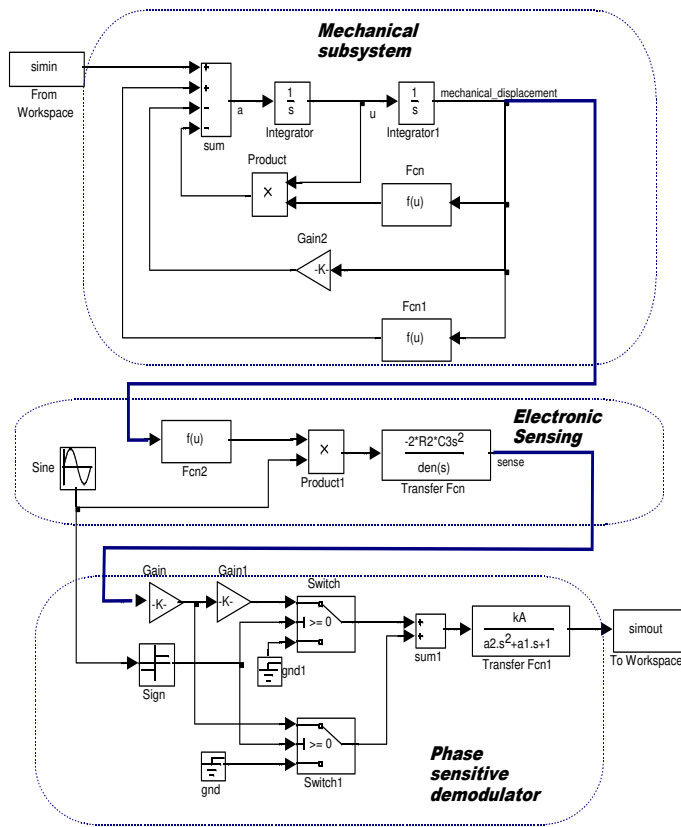 Mechanical
subsystem
simin
From
Workspace
+
+
-
-
sum
a
1
s
Integrator
u
1
s
Integrator1
mechanical_displacement
Product
×
Fcn
f(u)
Gain2
-K-
Fcn1
f(u)
Electronic
Sensing
Sine
f(u)
Fcn2
×
Product1
-2*R2*C3s²
den(s)
Transfer Fcn
sense
Gain
-K-
Gain1
-K-
Switch
>= 0
gnd1
Sign
+
+
sum1
kA
a2.s²+a1.s+1
Transfer Fcn1
simout
To Workspace
>= 0
Switch1
gnd
Phase
sensitive
demodulator